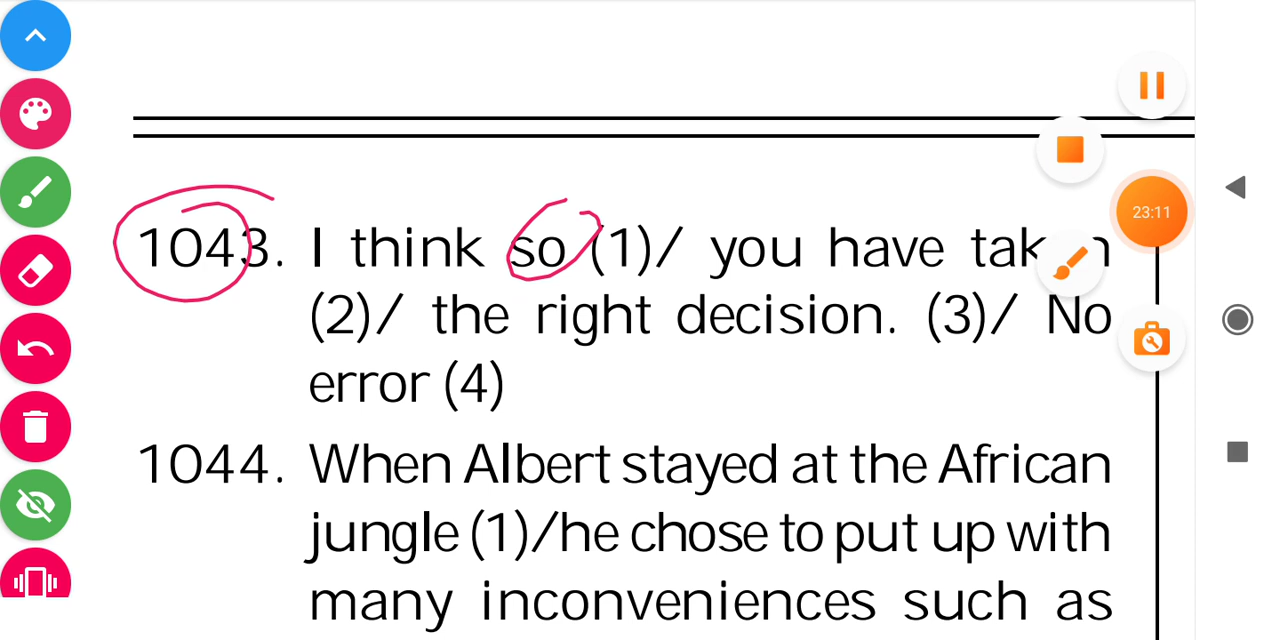 23:11
1043. I think so (1)/ you have taken
(2)/ the right decision. (3)/ No
error (4)
1044. When Albert stayed at the African
jungle (1)/he chose to put up with
many inconveniences such as